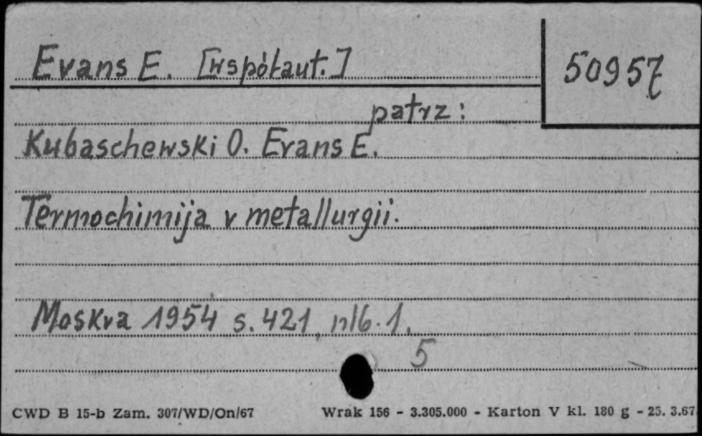 Evans E. [współaut.]
50957
patrz:
Kubaschewski O. Evans E.
Termochimija v metallurgii.
Moskva 1954 s. 421, nlb. 1.
5
CWD B 15-b Zam. 307/WD/On/67 Wrak 156 - 3.305.000 - Karton V kl. 180 g - 25. 3.67